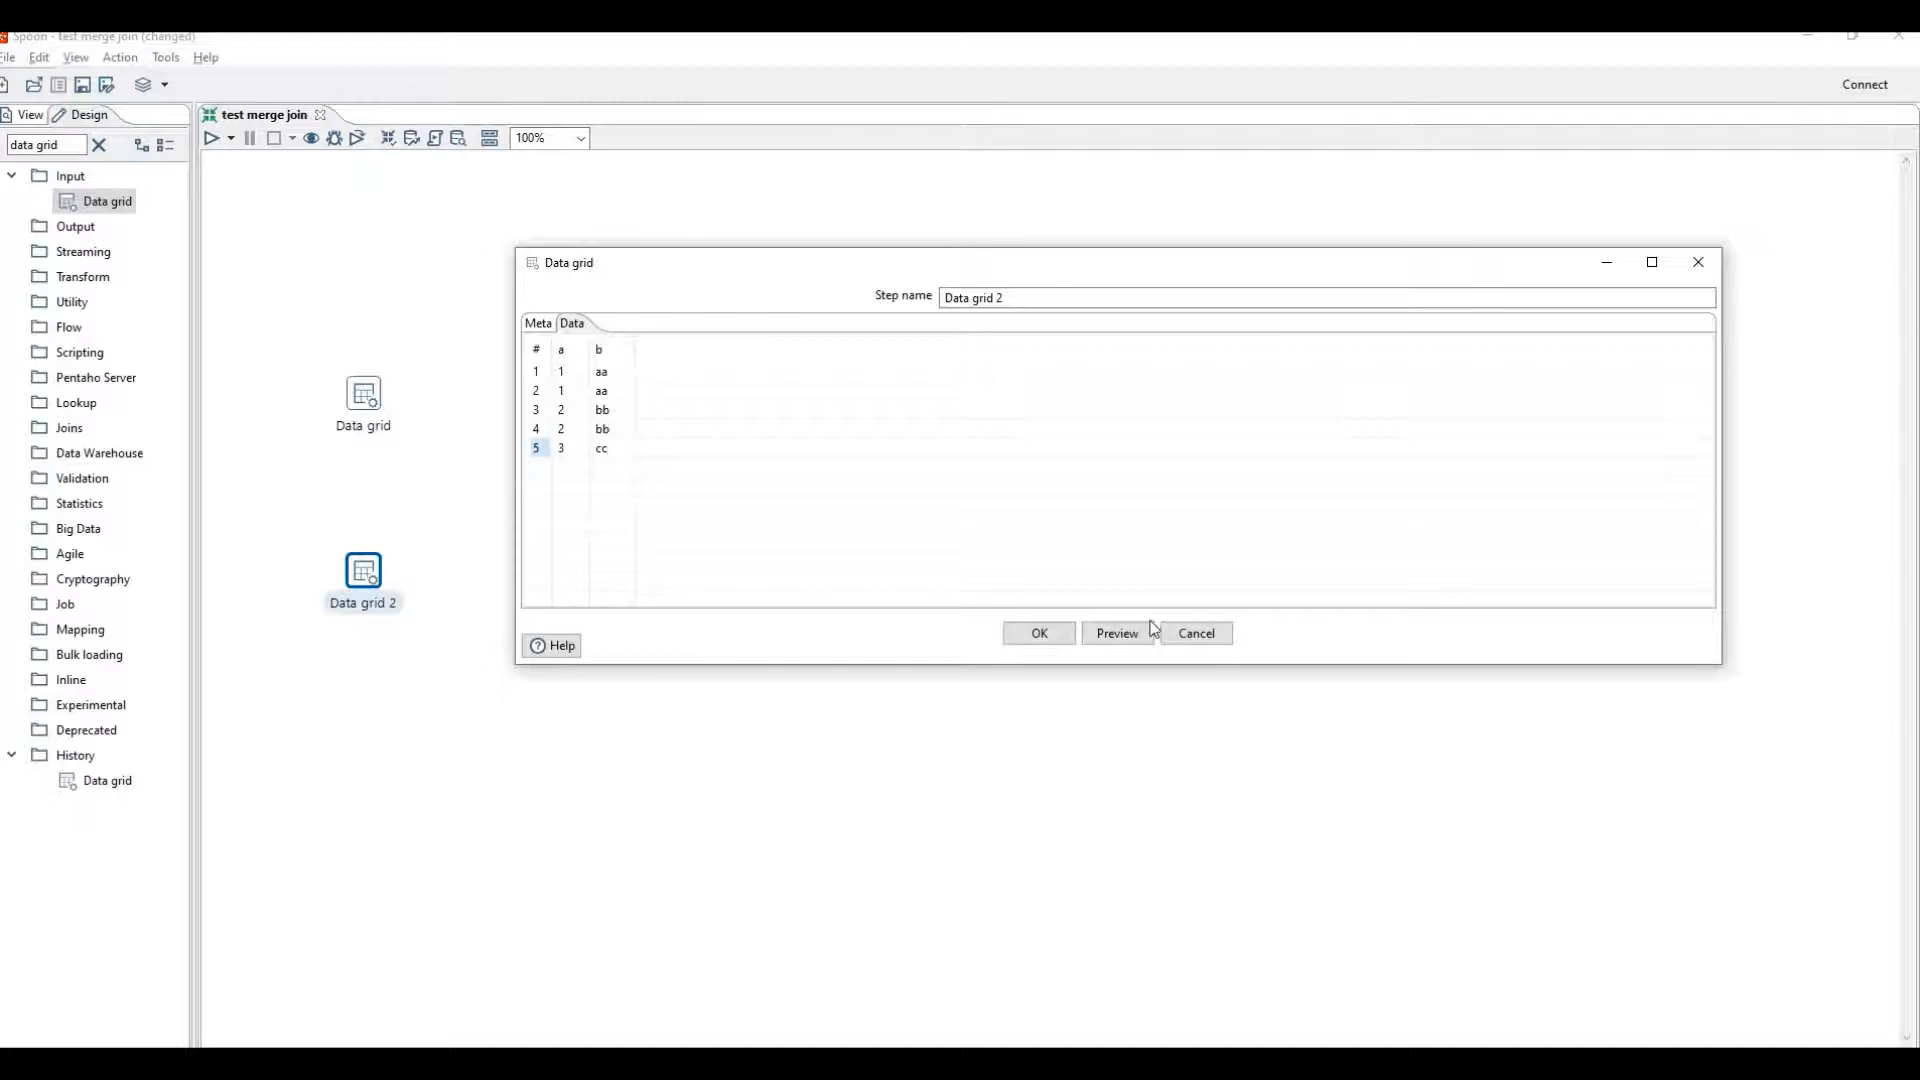 Spoon - test merge join (changed)
File Edit View Action Tools Help
Connect
View Design
test merge join
data grid
100%
Input
Data grid
Output
Streaming
Transform
Utility
Flow
Scripting
Pentaho Server
Lookup
Joins
Data Warehouse
Validation
Statistics
Big Data
Agile
Cryptography
Job
Mapping
Bulk loading
Inline
Experimental
Deprecated
History
Data grid
Data grid
Data grid 2
Data grid
Step name Data grid 2
Meta Data
# a b
1 1 aa
2 1 aa
3 2 bb
4 2 bb
5 3 cc
OK Preview Cancel
Help